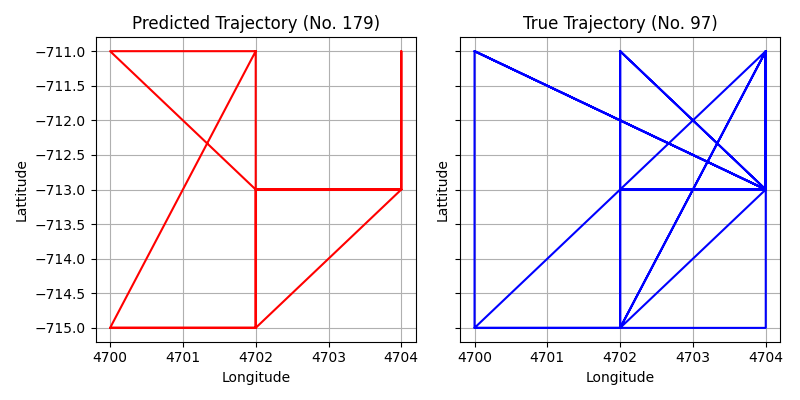 Predicted Trajectory (No. 179)
True Trajectory (No. 97)
−711.0
−711.5
−712.0
−712.5
−713.0
−713.5
−714.0
−714.5
−715.0
Lattitude
Lattitude
4700 4701 4702 4703 4704
4700 4701 4702 4703 4704
Longitude
Longitude